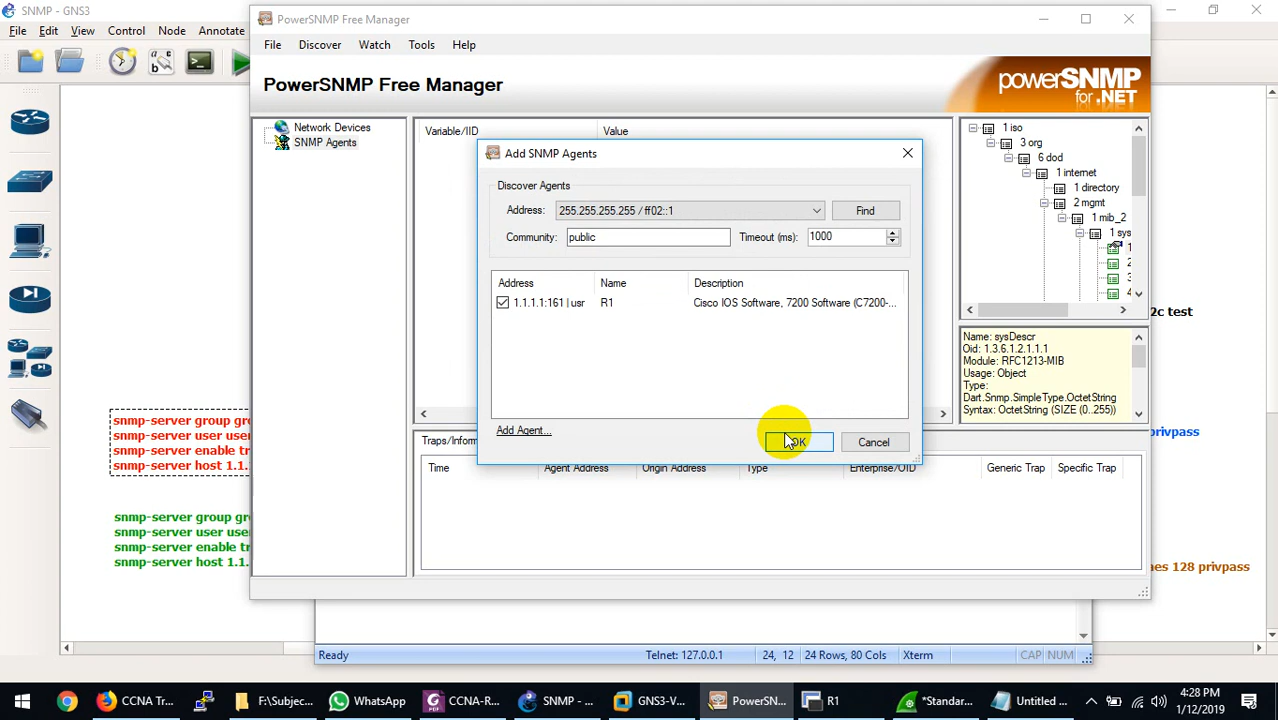 SNMP - GNS3
File Edit View Control Node Annotate
PowerSNMP Free Manager
File Discover Watch Tools Help
PowerSNMP Free Manager
powerSNMP
for .NET
Network Devices
SNMP Agents
Variable/IID Value
1 iso
3 org
6 dod
1 internet
1 directory
2 mgmt
1 mib_2
1 sys
1
2
3
4
Add SNMP Agents
Discover Agents
Address: 255.255.255.255 / ff02::1 Find
Community: public Timeout (ms): 1000
Address Name Description
1.1.1.1:161 | usr R1 Cisco IOS Software, 7200 Software (C7200-...
Add Agent...
OK Cancel
Name: sysDescr
Oid: 1.3.6.1.2.1.1.1
Module: RFC1213-MIB
Usage: Object
Type:
Dart.Snmp.SimpleType.OctetString
Syntax: OctetString (SIZE (0..255))
2c test
privpass
aes 128 privpass
snmp-server group gr
snmp-server user user
snmp-server enable tr
snmp-server host 1.1.
snmp-server group gr
snmp-server user use
snmp-server enable tr
snmp-server host 1.1.
Traps/Inform
Time Agent Address Origin Address Type Enterprise/OID Generic Trap Specific Trap
Ready Telnet: 127.0.0.1 24, 12 24 Rows, 80 Cols Xterm CAP NUM
CCNA Tr... F:\Subjec... WhatsApp CCNA-R... SNMP - ... GNS3-V... PowerSN... R1 *Standar... Untitled ...
4:28 PM
1/12/2019